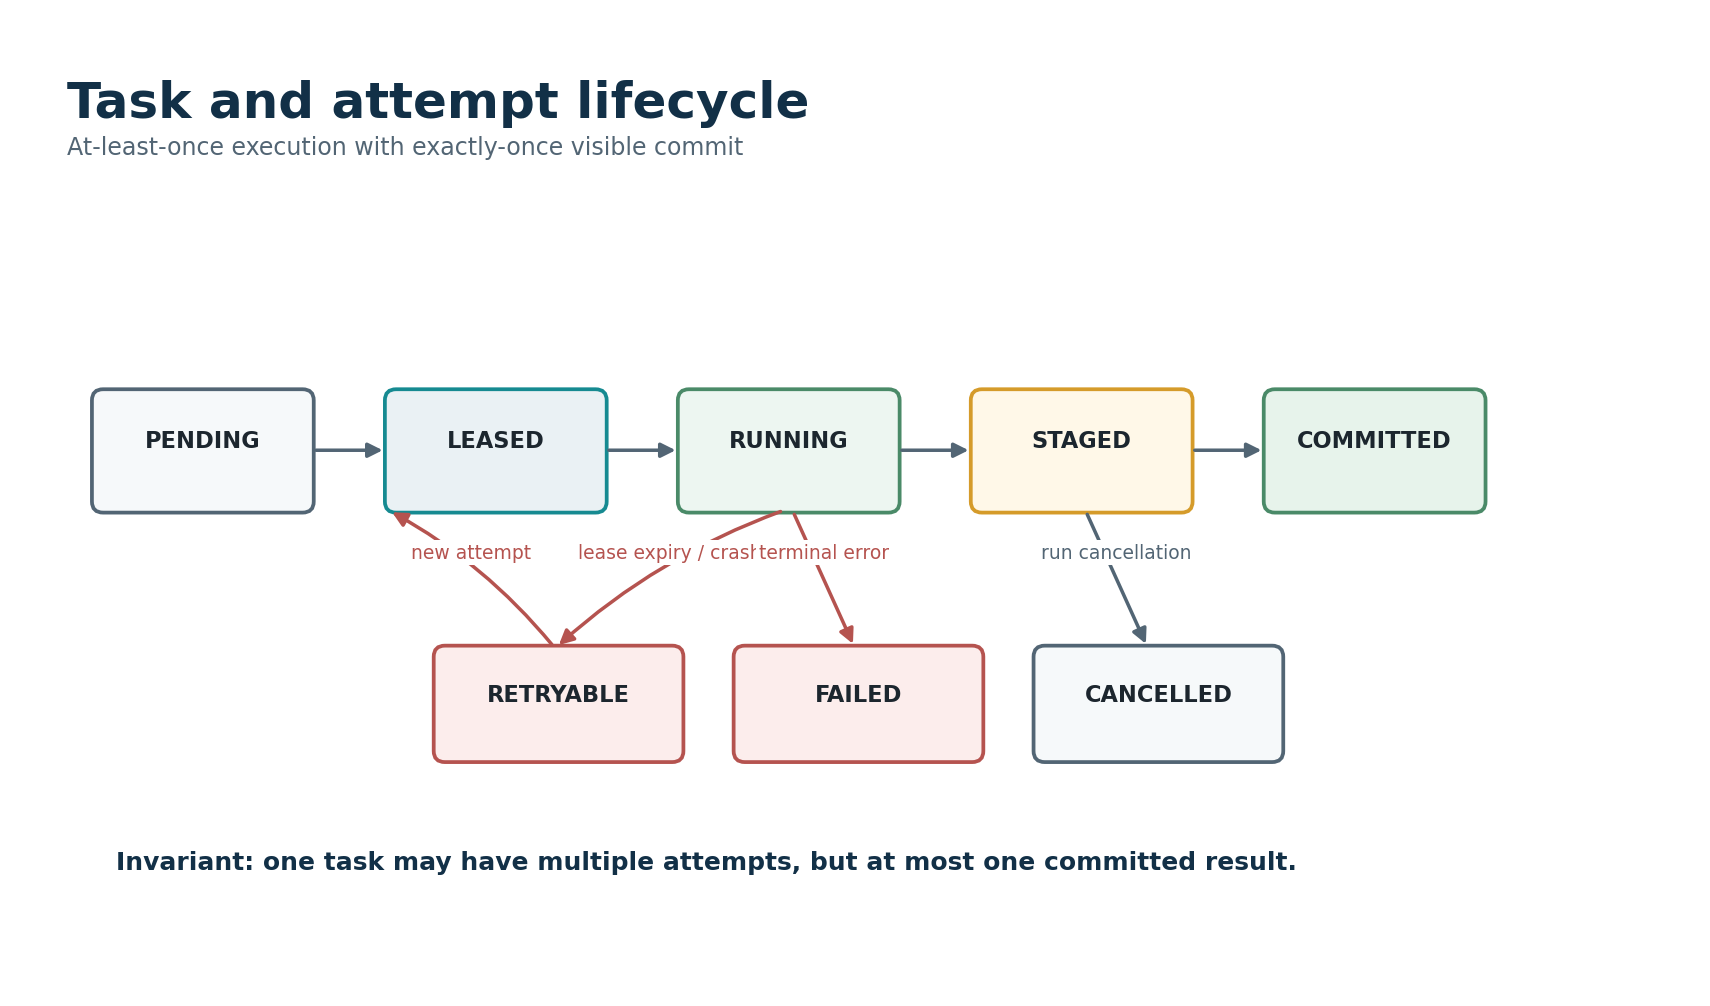 Task and attempt lifecycle
At-least-once execution with exactly-once visible commit
PENDING
LEASED
RUNNING
STAGED
COMMITTED
new attempt
lease expiry / crash
terminal error
run cancellation
RETRYABLE
FAILED
CANCELLED
Invariant: one task may have multiple attempts, but at most one committed result.